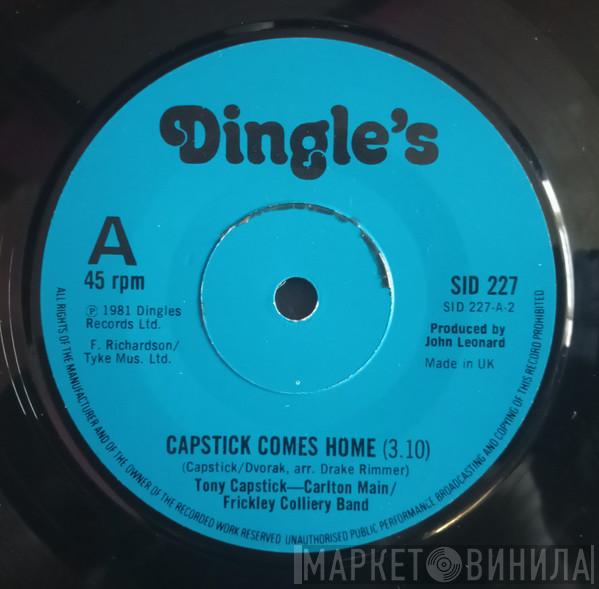 Dingle's
A
45 rpm
℗ 1981 Dingles
Records Ltd.
F. Richardson/
Tyke Mus. Ltd.
SID 227
SID 227-A-2
Produced by
John Leonard
Made in UK
CAPSTICK COMES HOME (3.10)
(Capstick/Dvorak, arr. Drake Rimmer)
Tony Capstick—Carlton Main/
Frickley Colliery Band
ALL RIGHTS OF THE MANUFACTURER AND OF THE OWNER OF THE RECORDED WORK RESERVED UNAUTHORISED PUBLIC PERFORMANCE BROADCASTING AND COPYING OF THIS RECORD PROHIBITED
МАРКЕТ ВИНИЛА